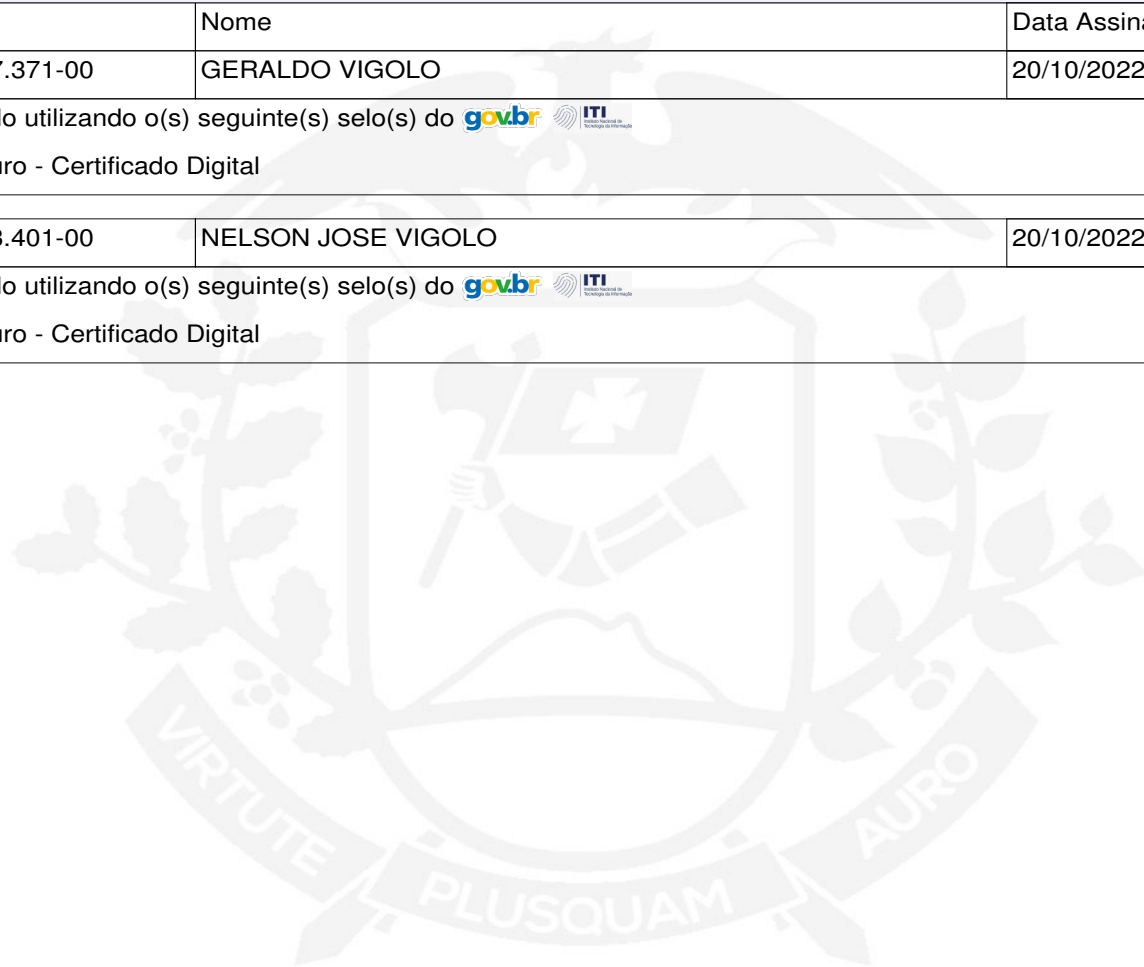 Nome Data Assina
7.371-00 GERALDO VIGOLO 20/10/2022
lo utilizando o(s) seguinte(s) selo(s) do gov.br ITI
uro - Certificado Digital
3.401-00 NELSON JOSE VIGOLO 20/10/2022
lo utilizando o(s) seguinte(s) selo(s) do gov.br ITI
uro - Certificado Digital
VIRTUTE PLUSQUAM AURO